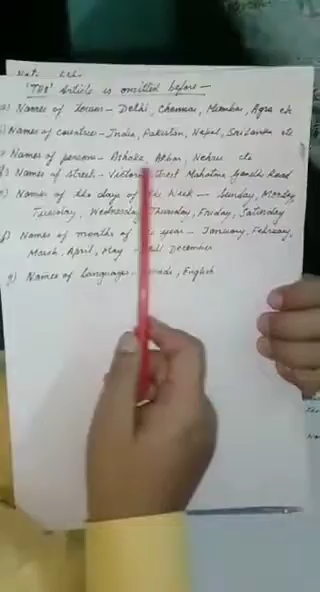 'THE' Article is omitted before —
a) Names of towns - Delhi, Chennai, Mumbai, Agra etc
) Names of countries - India, Pakistan, Nepal, Sri Lanka etc
) Names of persons - Ashoka, Akbar, Nehru etc
d) Names of street - Victoria Street Mahatma Gandhi Road
e) Names of the days of the Week - Sunday, Monday,
Tuesday, Wednesday, Thursday, Friday, Saturday
f) Names of months of the year - January, February,
March, April, May - till December
g) Names of languages - Hindi, English